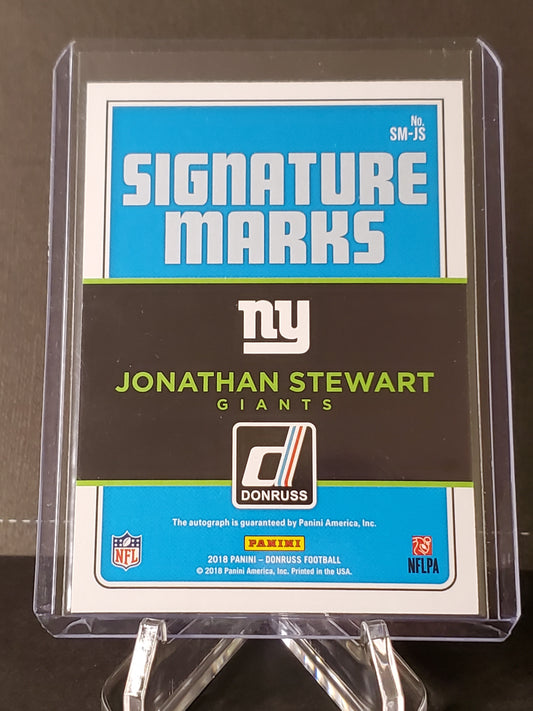 No.
SM-JS
SIGNATURE
MARKS
ny
JONATHAN STEWART
GIANTS
d
DONRUSS
The autograph is guaranteed by Panini America, Inc.
PANINI
2018 PANINI – DONRUSS FOOTBALL
© 2018 Panini America, Inc. Printed in the USA.
NFL
NFLPA